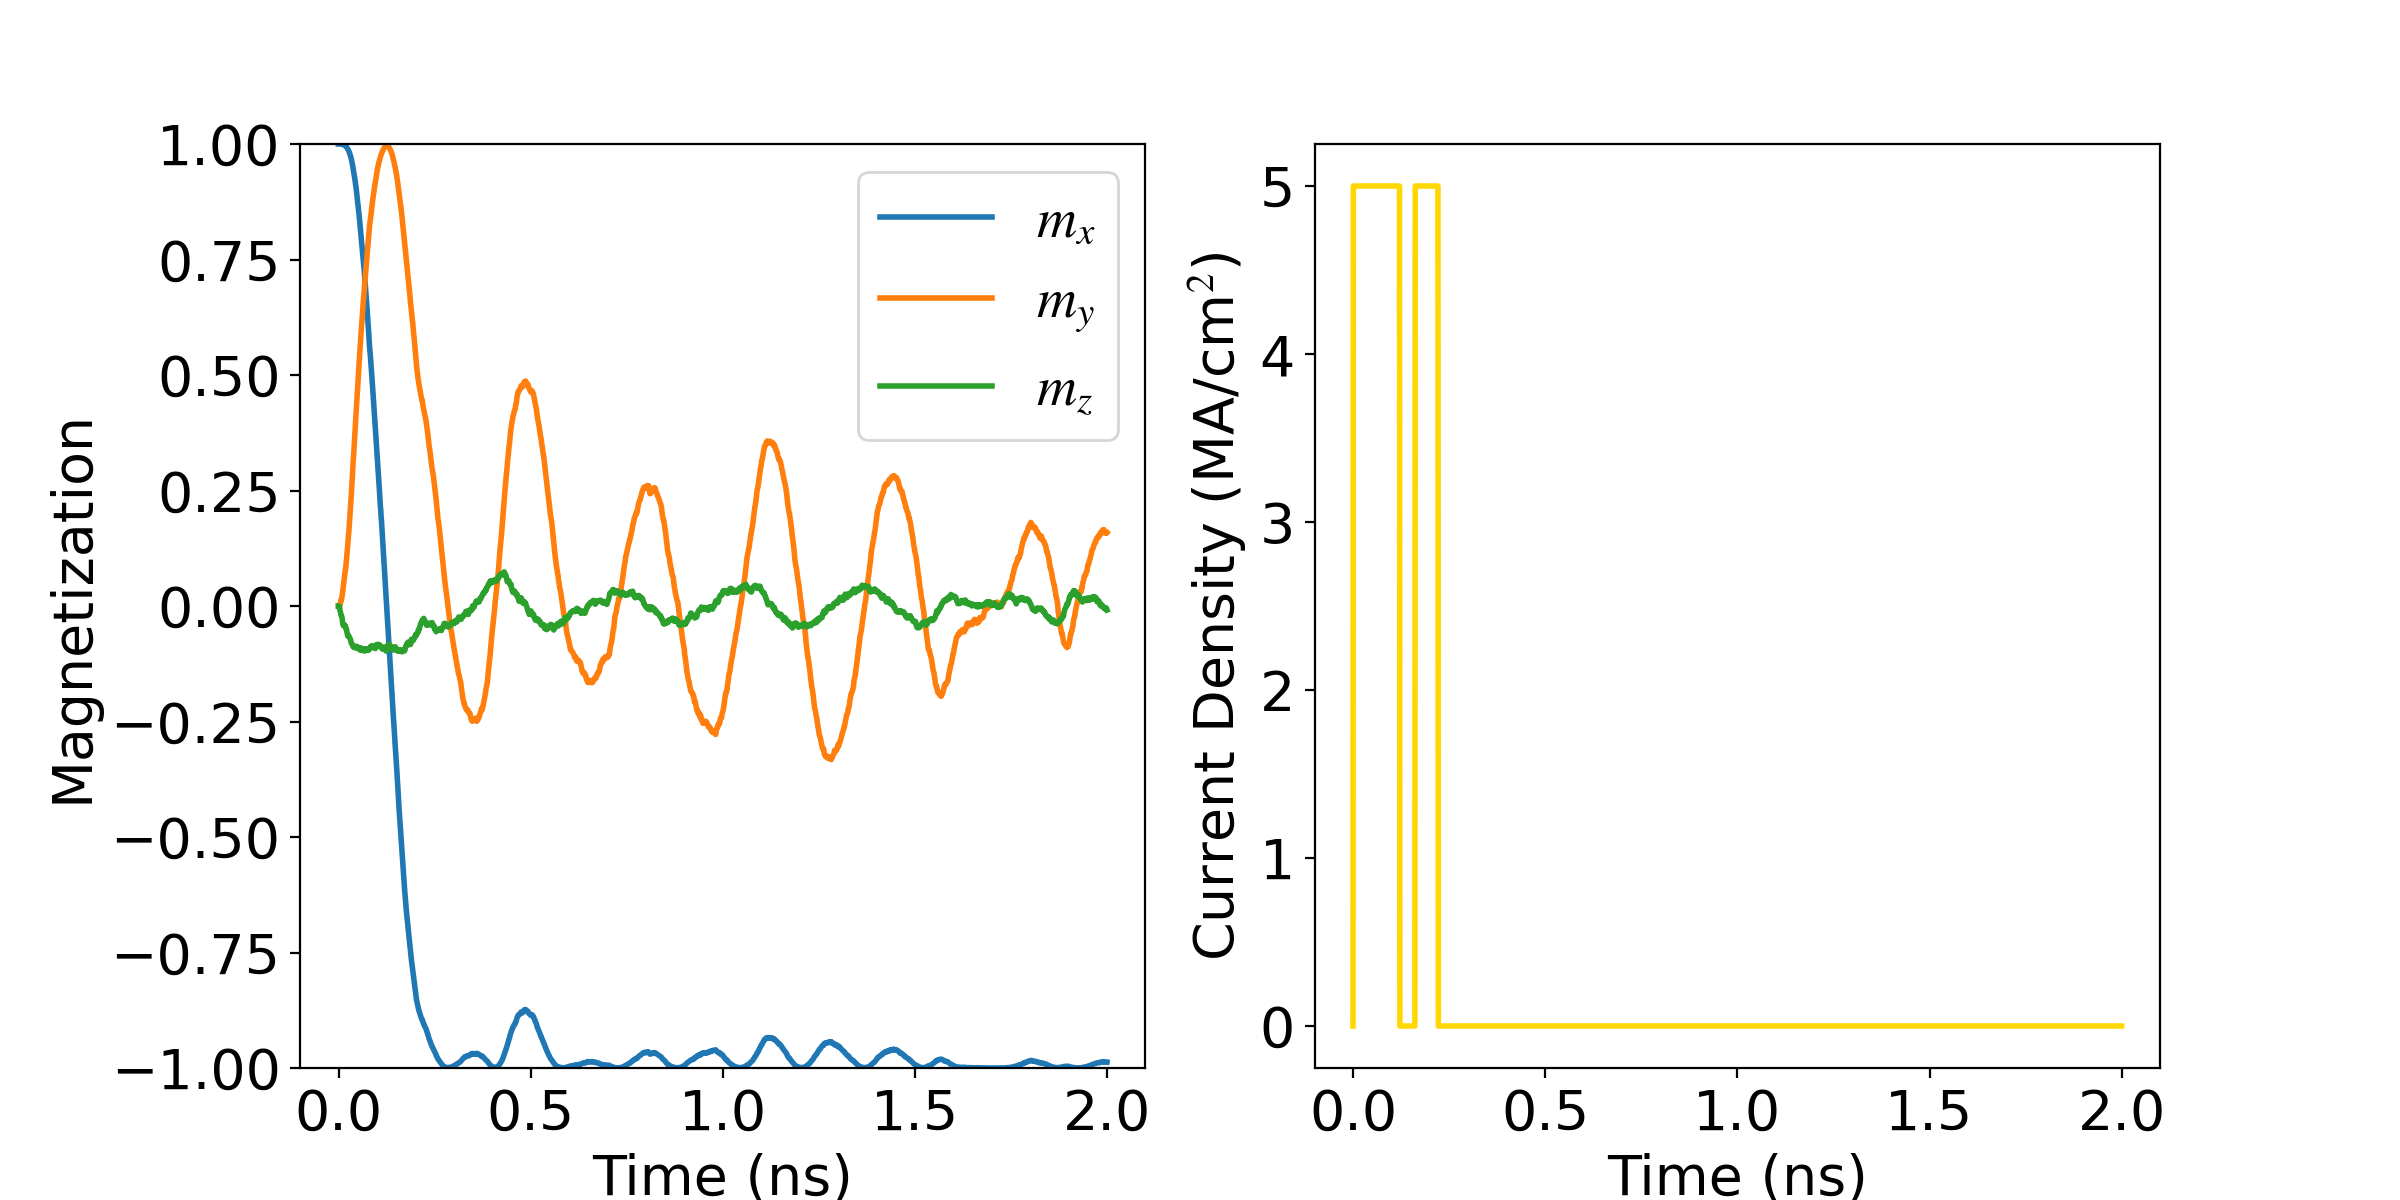 Magnetization
1.00
0.75
0.50
0.25
0.00
−0.25
−0.50
−0.75
−1.00
0.0 0.5 1.0 1.5 2.0
Time (ns)
m_x
m_y
m_z
Current Density (MA/cm²)
5
4
3
2
1
0
0.0 0.5 1.0 1.5 2.0
Time (ns)